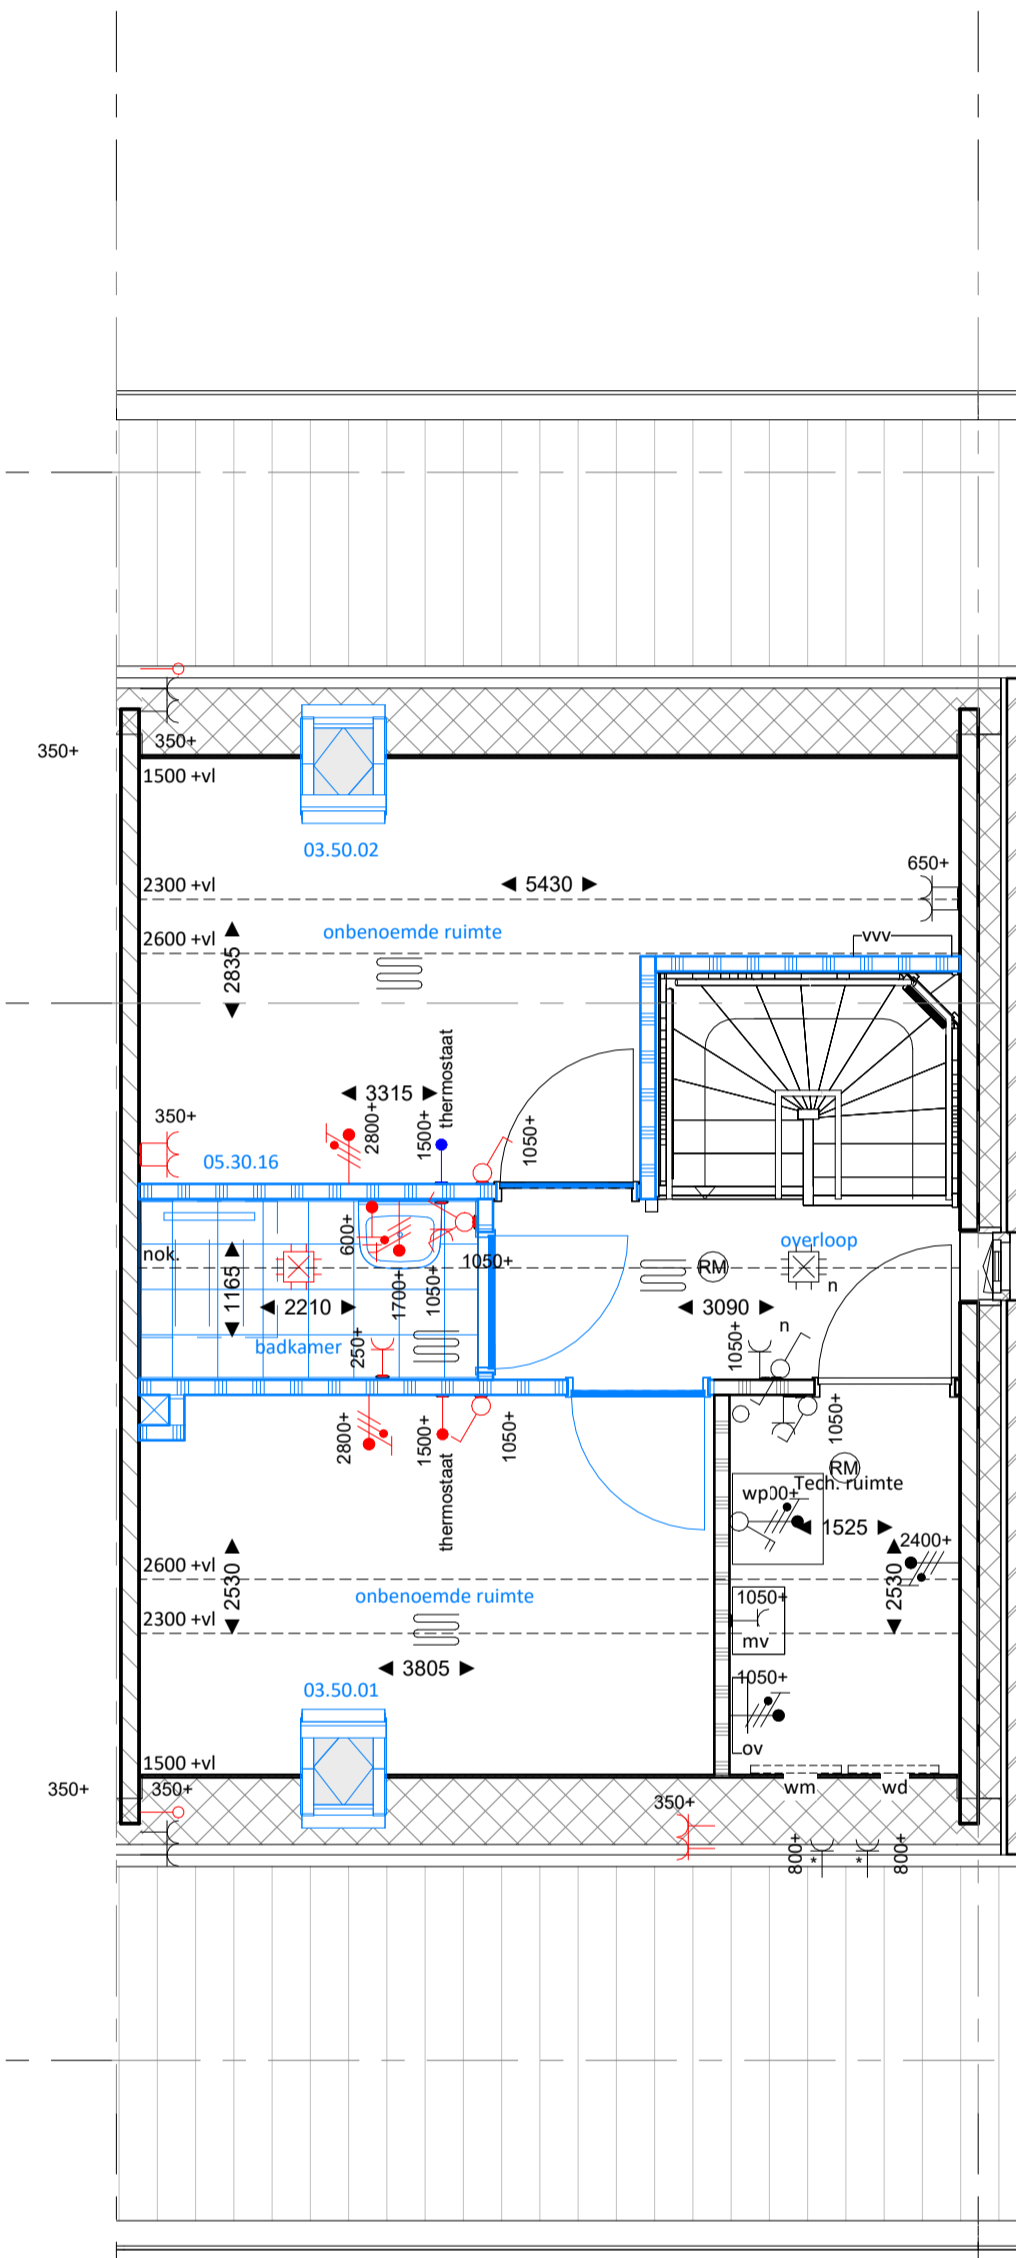 350+
350+
1500 +vl
03.50.02
650+
5430
2300 +vl
onbenoemde ruimte
2600 +vl
vvv
2835
thermostaat
3315
350+
2800+
1500+
1050+
05.30.16
600+
overloop
nok.
1050+
RM
1165
1700+
1050+
n
2210
3090
n
badkamer
250+
1050+
2800+
1500+
1050+
1050+
thermostaat
RM
Tech. ruimte
1525
2400+
2600 +vl
2530
2530
onbenoemde ruimte
1050+
2300 +vl
mv
3805
1050+
03.50.01
ov
1500 +vl
350+
350+
wm
wd
350+
800+
*
*
800+